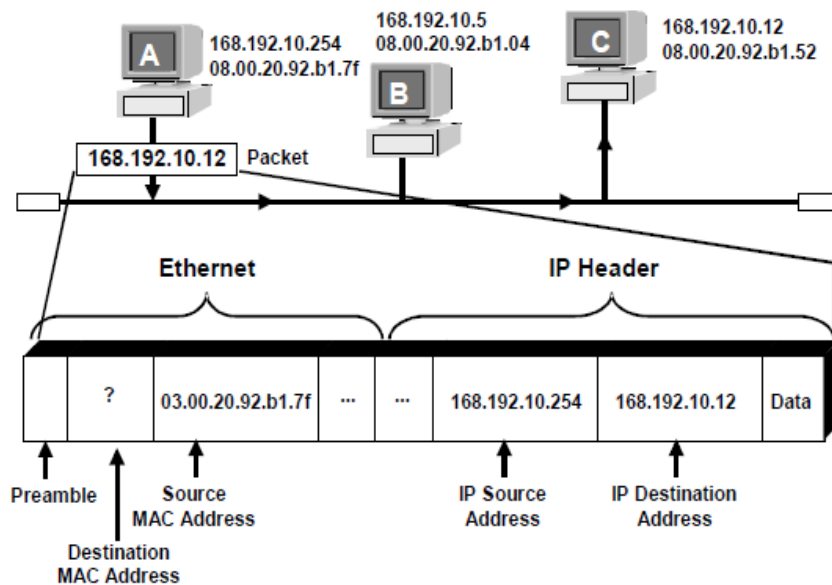 A
168.192.10.254
08.00.20.92.b1.7f
B
168.192.10.5
08.00.20.92.b1.04
C
168.192.10.12
08.00.20.92.b1.52
168.192.10.12
Packet
Ethernet
IP Header
?
03.00.20.92.b1.7f
...
...
168.192.10.254
168.192.10.12
Data
Preamble
Destination
MAC Address
Source
MAC Address
IP Source
Address
IP Destination
Address